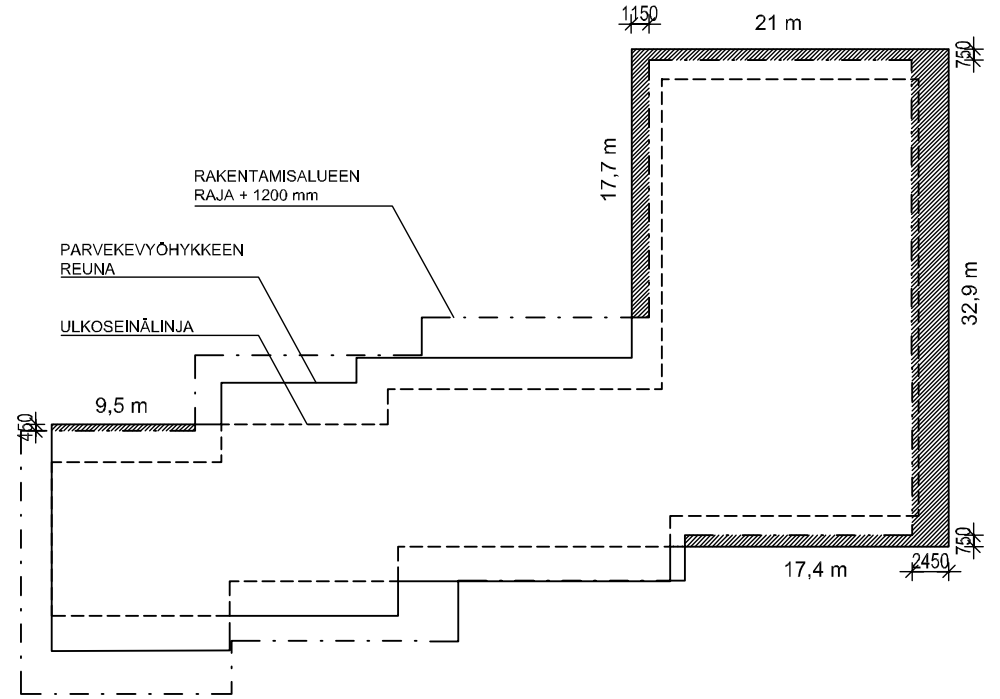 1150
21 m
750
17,7 m
RAKENTAMISALUEEN
RAJA + 1200 mm
PARVEKEVYÖHYKKEEN
REUNA
32,9 m
ULKOSEINÄLINJA
9,5 m
450
750
17,4 m
2450